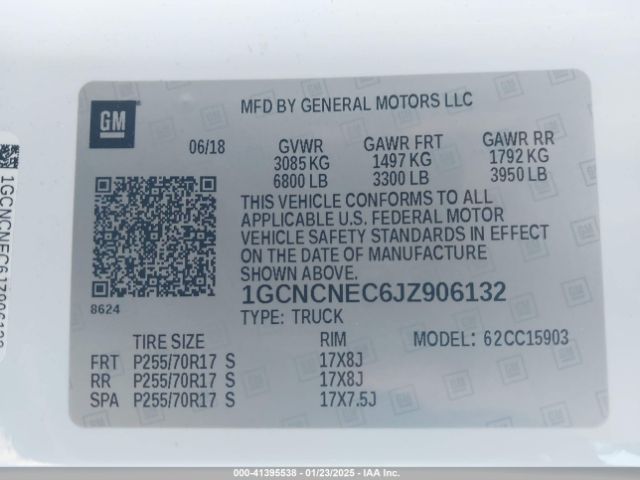 GM
MFD BY GENERAL MOTORS LLC
06/18 GVWR GAWR FRT GAWR RR
3085 KG 1497 KG 1792 KG
6800 LB 3300 LB 3950 LB
THIS VEHICLE CONFORMS TO ALL
APPLICABLE U.S. FEDERAL MOTOR
VEHICLE SAFETY STANDARDS IN EFFECT
ON THE DATE OF MANUFACTURE
SHOWN ABOVE.
1GCNCNEC6JZ906132
8624
TYPE: TRUCK
TIRE SIZE RIM MODEL: 62CC15903
FRT P255/70R17 S 17X8J
RR P255/70R17 S 17X8J
SPA P255/70R17 S 17X7.5J
1GCNCNEC6JZ906132
000-41395538 - 01/23/2025 - IAA Inc.